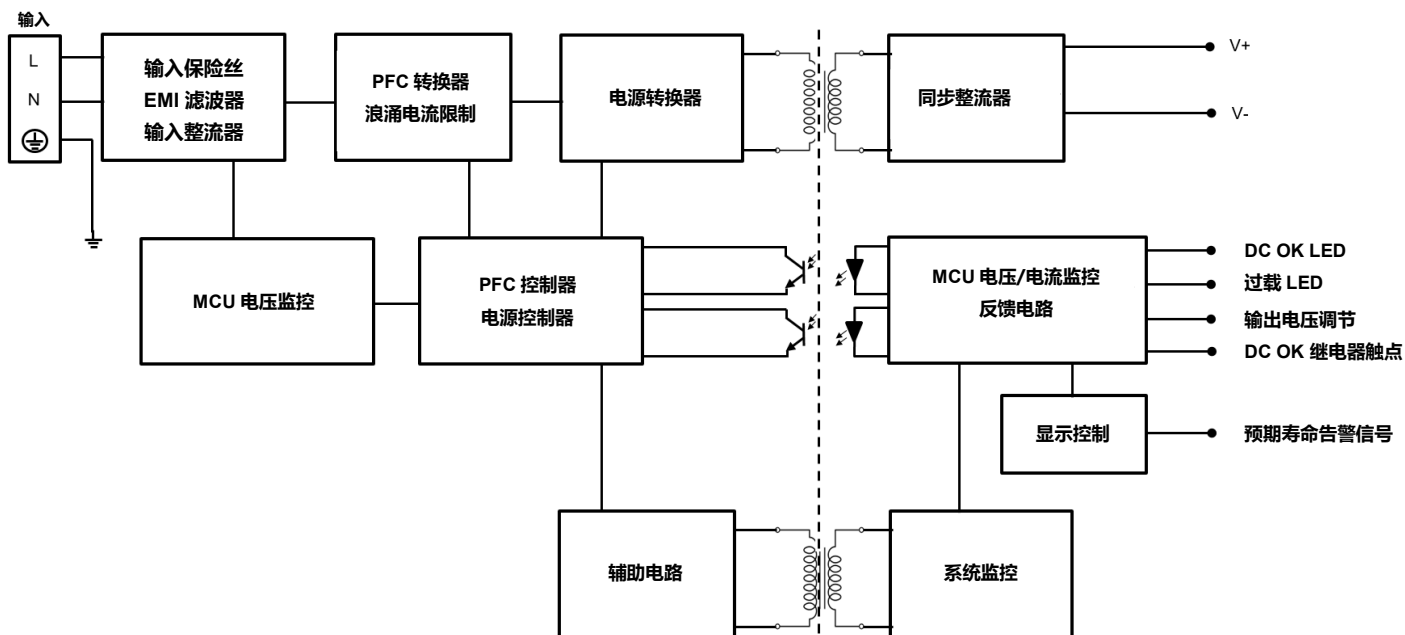 输入
L
N
输入保险丝
EMI 滤波器
输入整流器
PFC 转换器
浪涌电流限制
电源转换器
同步整流器
V+
V-
MCU 电压监控
PFC 控制器
电源控制器
MCU 电压/电流监控
反馈电路
DC OK LED
过载 LED
输出电压调节
DC OK 继电器触点
显示控制
预期寿命告警信号
辅助电路
系统监控